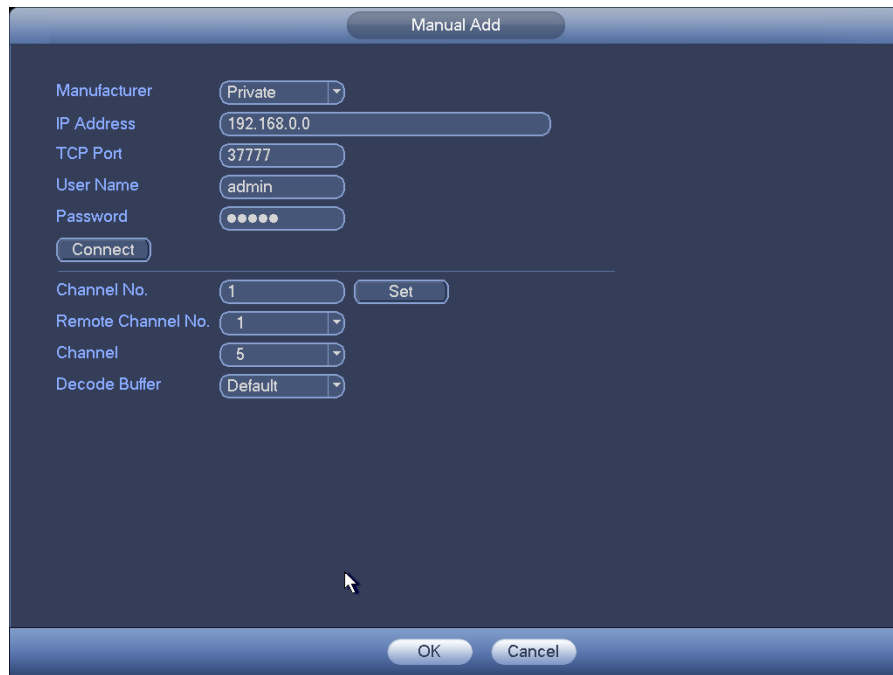 Manual Add
Manufacturer Private
IP Address 192.168.0.0
TCP Port 37777
User Name admin
Password ●●●●●
Connect
Channel No. 1 Set
Remote Channel No. 1
Channel 5
Decode Buffer Default
OK Cancel